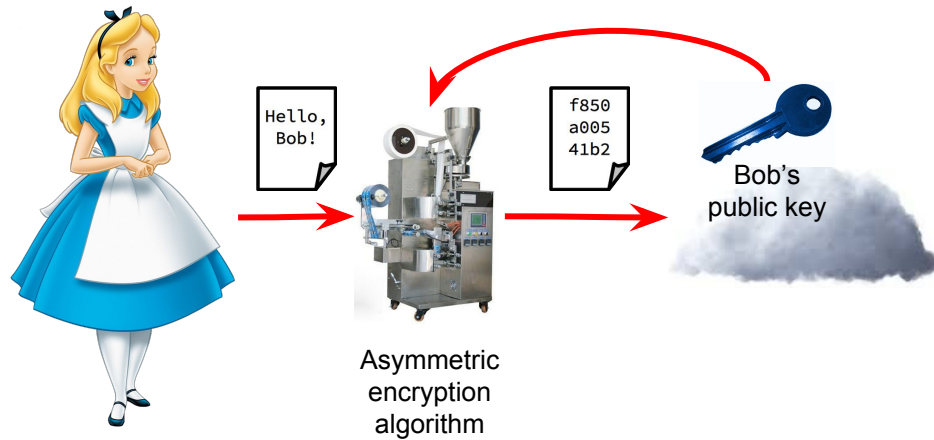 Hello,
Bob!
f850
a005
41b2
Bob's
public key
Asymmetric
encryption
algorithm